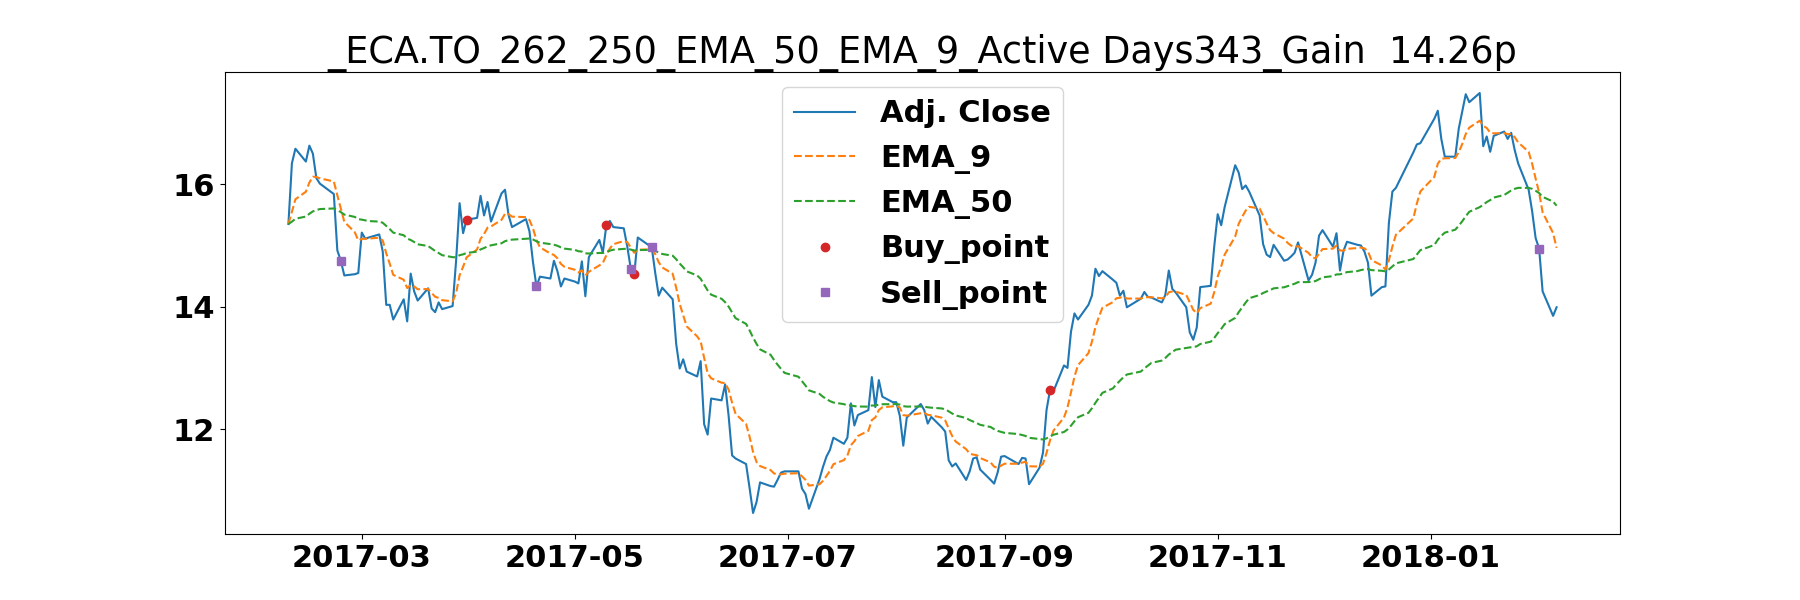 _ECA.TO_262_250_EMA_50_EMA_9_Active Days343_Gain  14.26p
Adj. Close
EMA_9
EMA_50
Buy_point
Sell_point
16
14
12
2017-03 2017-05 2017-07 2017-09 2017-11 2018-01